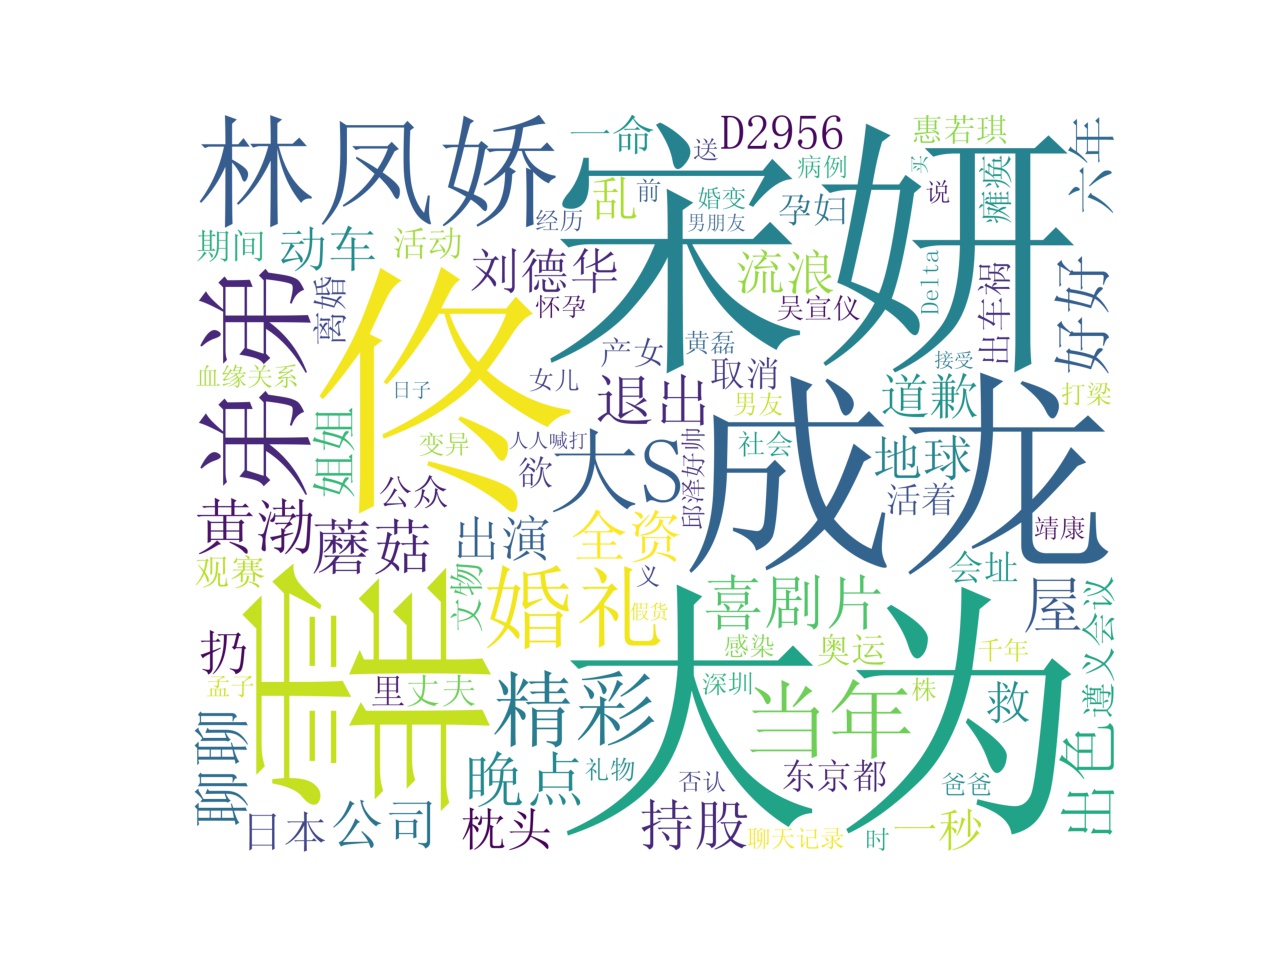 林凤娇
一命
送
D2956
惠若琪
六年
宋妍
乱
前
婚变
病例
买
说
瘫痪
男朋友
孕妇
经历
期间
动车
活动
刘德华
流浪
Delta
出车祸
好好
弟弟
离婚
佟
怀孕
吴宣仪
产女
黄磊
取消
接受
血缘关系
日子
女儿
退出
男友
道歉
打梁
成龙
姐姐
变异
人人喊打
大S
邱泽好帅
社会
地球
欲
公众
活着
黄渤
蘑菇
出演
全资
靖康
观赛
文物
婚礼
义
假货
喜剧片
会址
屋
遵义会议
霏
大为
扔
孟子
里
丈夫
精彩
感染
深圳
当年
奥运
株
千年
救
聊聊
晚点
礼物
否认
东京都
爸爸
出色
日本
公司
枕头
持股
聊天记录
时
一秒